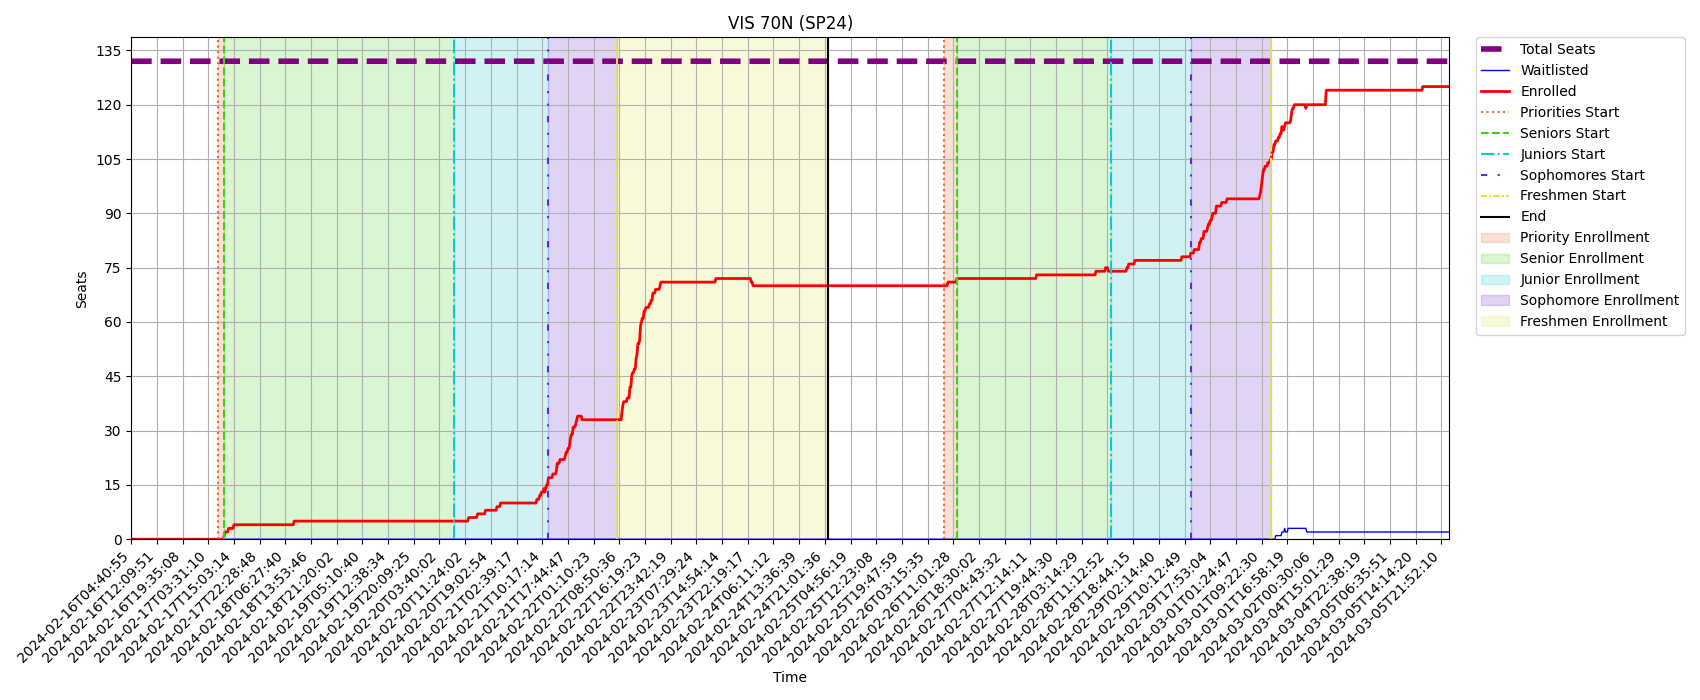 VIS 70N (SP24)
Seats
135
120
105
90
75
60
45
30
15
0
2024-02-16T04:40:55
2024-02-16T12:09:51
2024-02-16T19:35:08
2024-02-17T03:31:10
2024-02-17T15:03:14
2024-02-17T22:28:48
2024-02-18T06:27:40
2024-02-18T13:53:46
2024-02-18T21:20:02
2024-02-19T05:10:40
2024-02-19T12:38:34
2024-02-19T20:09:25
2024-02-20T03:40:02
2024-02-20T11:24:02
2024-02-20T19:02:54
2024-02-21T02:39:17
2024-02-21T10:17:14
2024-02-21T17:44:47
2024-02-22T01:10:23
2024-02-22T08:50:36
2024-02-22T16:19:23
2024-02-22T23:42:19
2024-02-23T07:29:24
2024-02-23T14:54:14
2024-02-23T22:19:17
2024-02-24T06:11:12
2024-02-24T13:36:39
2024-02-24T21:01:36
2024-02-25T04:56:19
2024-02-25T12:23:08
2024-02-25T19:47:59
2024-02-26T03:15:35
2024-02-26T11:01:28
2024-02-26T18:30:02
2024-02-27T04:43:32
2024-02-27T12:14:11
2024-02-27T19:44:30
2024-02-28T03:14:29
2024-02-28T11:12:52
2024-02-28T18:44:15
2024-02-29T02:14:40
2024-02-29T10:12:49
2024-02-29T17:53:04
2024-03-01T01:24:47
2024-03-01T09:22:30
2024-03-01T16:58:19
2024-03-02T00:30:06
2024-03-04T15:01:29
2024-03-04T22:38:19
2024-03-05T06:35:51
2024-03-05T14:14:20
2024-03-05T21:52:10
Time
Total Seats
Waitlisted
Enrolled
Priorities Start
Seniors Start
Juniors Start
Sophomores Start
Freshmen Start
End
Priority Enrollment
Senior Enrollment
Junior Enrollment
Sophomore Enrollment
Freshmen Enrollment